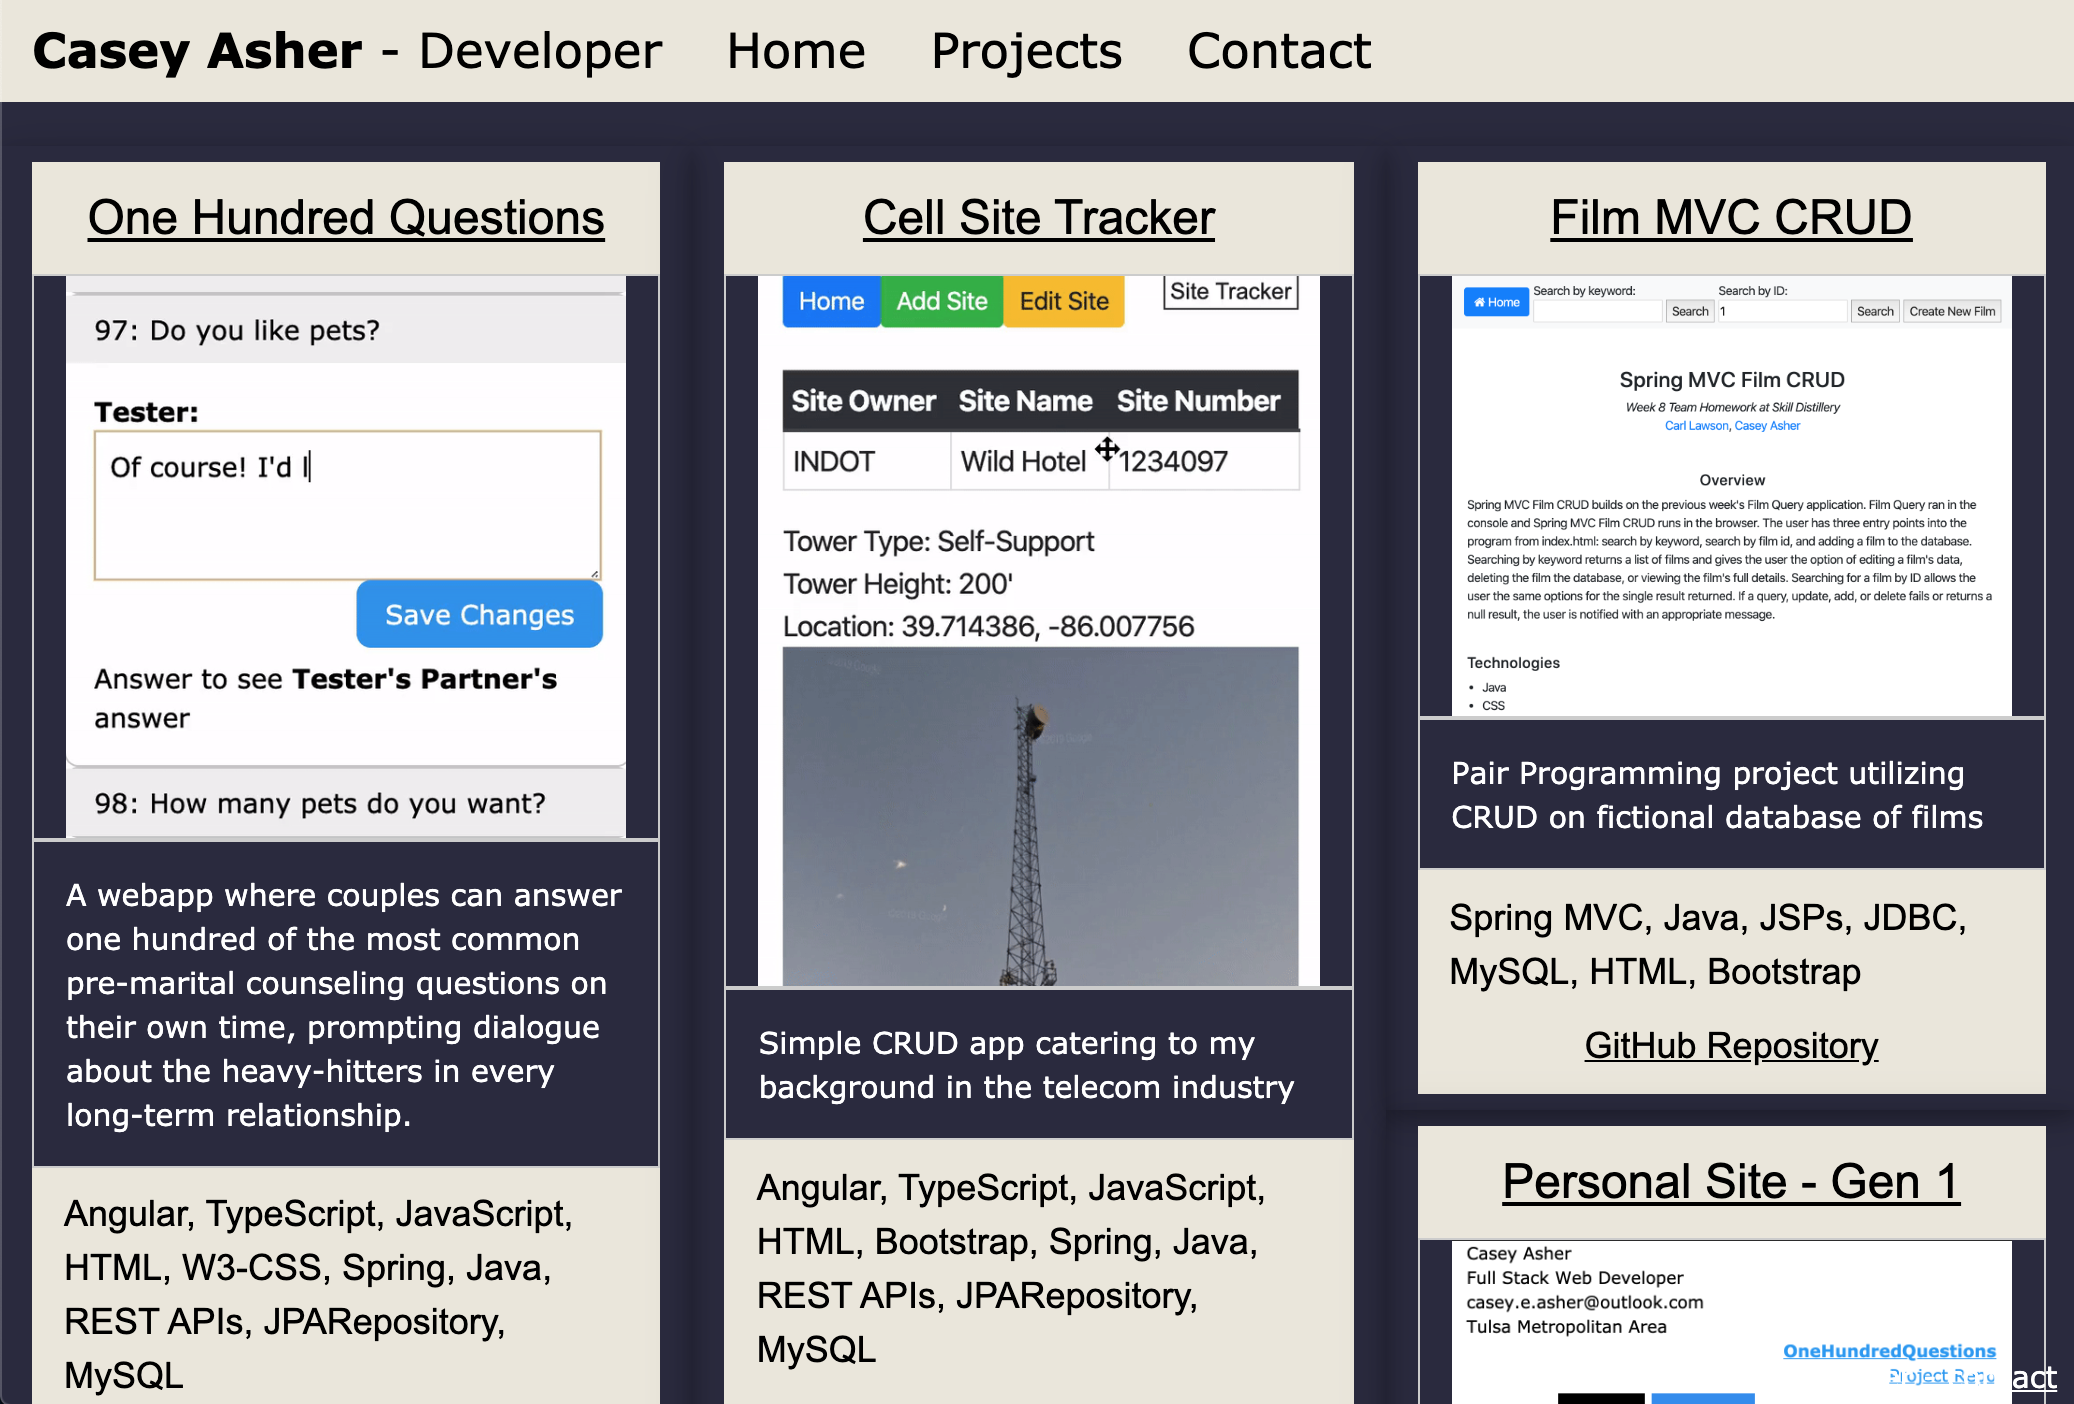 Casey Asher - Developer Home Projects Contact
One Hundred Questions
97: Do you like pets?
Tester:
Of course! I'd l
Save Changes
Answer to see Tester's Partner's
answer
98: How many pets do you want?
A webapp where couples can answer
one hundred of the most common
pre-marital counseling questions on
their own time, prompting dialogue
about the heavy-hitters in every
long-term relationship.
Angular, TypeScript, JavaScript,
HTML, W3-CSS, Spring, Java,
REST APIs, JPARepository,
MySQL
Cell Site Tracker
Home Add Site Edit Site Site Tracker
Site Owner Site Name Site Number
INDOT Wild Hotel 1234097
Tower Type: Self-Support
Tower Height: 200'
Location: 39.714386, -86.007756
Simple CRUD app catering to my
background in the telecom industry
Angular, TypeScript, JavaScript,
HTML, Bootstrap, Spring, Java,
REST APIs, JPARepository,
MySQL
Film MVC CRUD
Home Search by keyword: Search Search by ID: 1 Search Create New Film
Spring MVC Film CRUD
Week 8 Team Homework at Skill Distillery
Carl Lawson, Casey Asher
Overview
Spring MVC Film CRUD builds on the previous week's Film Query application. Film Query ran in the
console and Spring MVC Film CRUD runs in the browser. The user has three entry points into the
program from index.html: search by keyword, search by film id, and adding a film to the database.
Searching by keyword returns a list of films and gives the user the option of editing a film's data,
deleting the film the database, or viewing the film's full details. Searching for a film by ID allows the
user the same options for the single result returned. If a query, update, add, or delete fails or returns a
null result, the user is notified with an appropriate message.
Technologies
• Java
• CSS
Pair Programming project utilizing
CRUD on fictional database of films
Spring MVC, Java, JSPs, JDBC,
MySQL, HTML, Bootstrap
GitHub Repository
Personal Site - Gen 1
Casey Asher
Full Stack Web Developer
casey.e.asher@outlook.com
Tulsa Metropolitan Area
OneHundredQuestions
Project